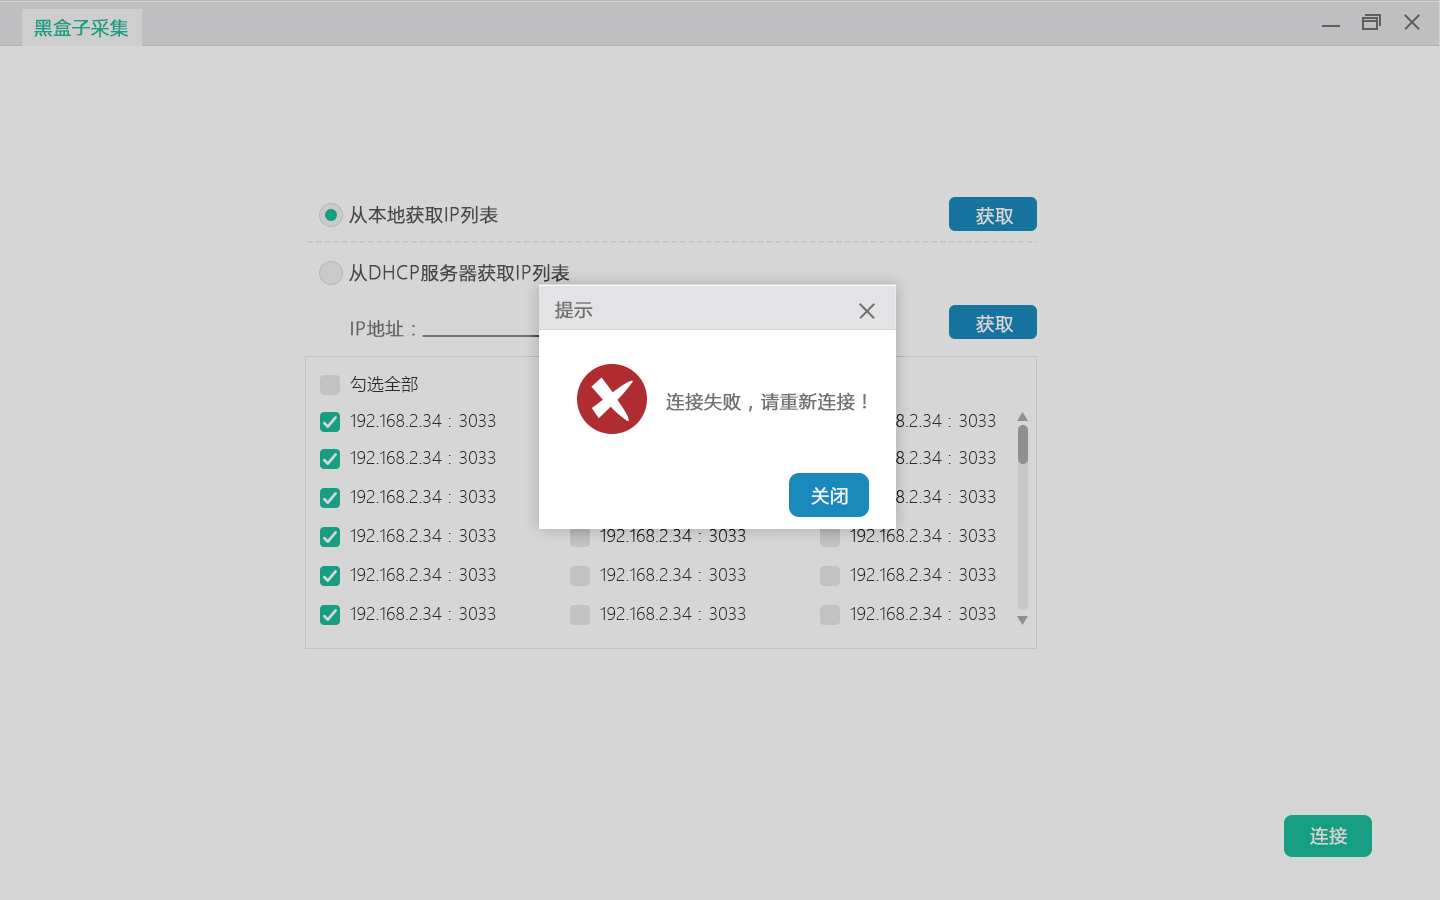 黑盒子采集
从本地获取IP列表 获取
从DHCP服务器获取IP列表
IP地址： 获取
提示
连接失败，请重新连接！
关闭
勾选全部
192.168.2.34 : 3033 8.2.34 : 3033
192.168.2.34 : 3033 8.2.34 : 3033
192.168.2.34 : 3033 8.2.34 : 3033
192.168.2.34 : 3033 192.168.2.34 : 3033 192.168.2.34 : 3033
192.168.2.34 : 3033 192.168.2.34 : 3033 192.168.2.34 : 3033
192.168.2.34 : 3033 192.168.2.34 : 3033 192.168.2.34 : 3033
连接